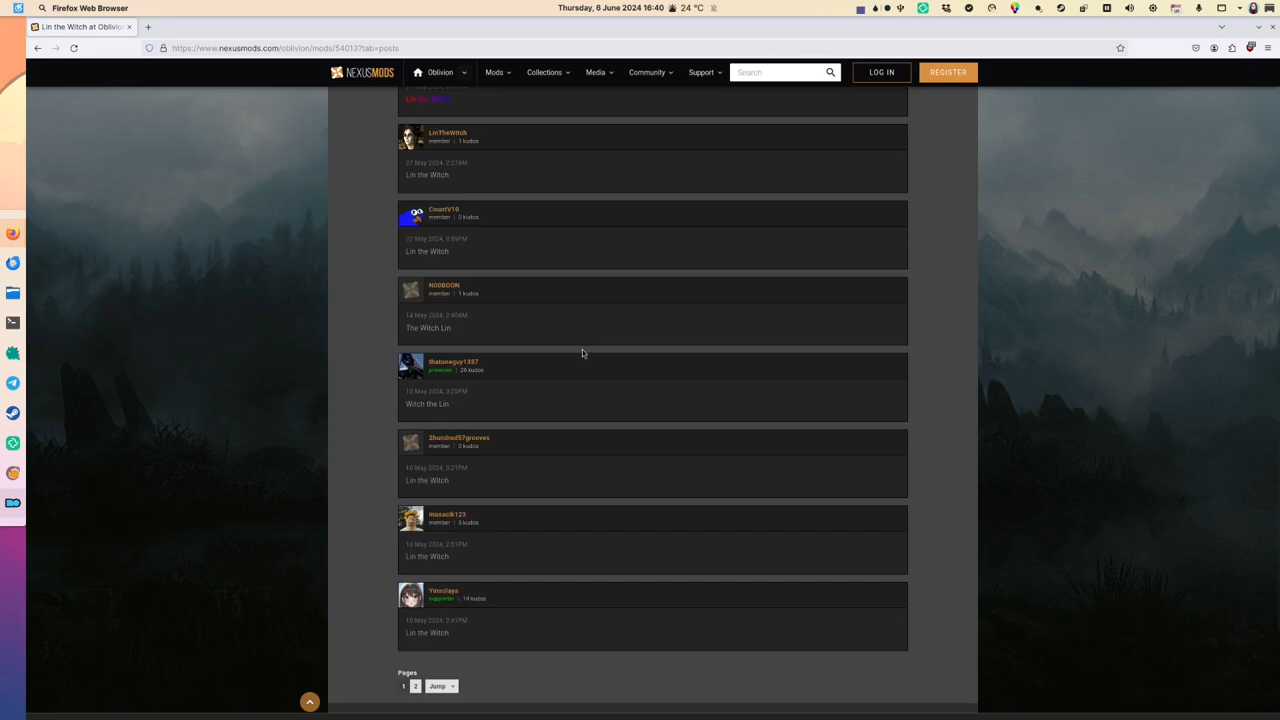 Firefox Web Browser
Thursday, 6 June 2024 16:40
24 °C
Lin the Witch at Oblivion
https://www.nexusmods.com/oblivion/mods/54013?tab=posts
NEXUSMODS
Oblivion
Mods
Collections
Media
Community
Support
Search
LOG IN
REGISTER
Lin the Witch
LinTheWitch
member | 1 kudos
27 May 2024, 2:27AM
Lin the Witch
CountV10
member | 0 kudos
22 May 2024, 9:59PM
Lin the Witch
N00BOON
member | 1 kudos
14 May 2024, 2:40AM
The Witch Lin
thatoneguy1337
premium | 26 kudos
10 May 2024, 3:25PM
Witch the Lin
2hundred57grooves
member | 0 kudos
10 May 2024, 3:21PM
Lin the Witch
masacik123
member | 5 kudos
10 May 2024, 2:51PM
Lin the Witch
Yinsolaya
supporter | 14 kudos
10 May 2024, 2:41PM
Lin the Witch
Pages
1 2 Jump